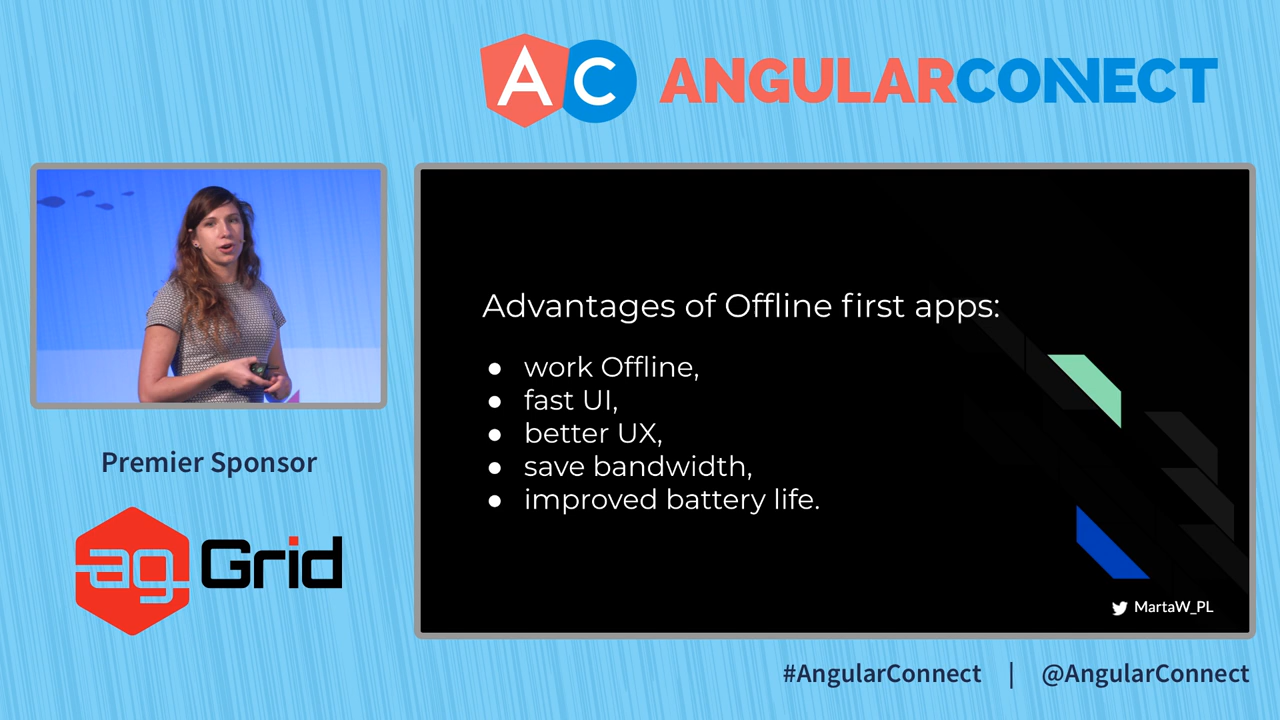 AC ANGULARCONNECT
Advantages of Offline first apps:
● work Offline,
● fast UI,
● better UX,
● save bandwidth,
● improved battery life.
MartaW_PL
Premier Sponsor
ag Grid
#AngularConnect | @AngularConnect